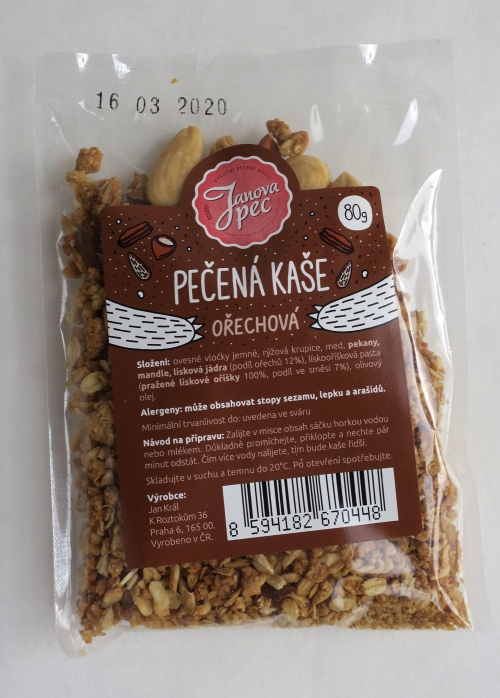 16 03 2020
Janova
pec
80g
PEČENÁ KAŠE
OŘECHOVÁ
Složení: ovesné vločky jemné, rýžová krupice, med, pekany,
mandle, lísková jádra (podíl ořechů 12%), lískooříšková pasta
(pražené lískové oříšky 100%, podíl ve směsi 7%), olivový
olej.
Alergeny: může obsahovat stopy sezamu, lepku a arašídů.
Minimální trvanlivost do: uvedena ve sváru
Návod na přípravu: Zalijte v misce obsah sáčku horkou vodou
nebo mlékem. Důkladně promíchejte, přiklopte a nechte pár
minut odstát. Čím více vody nalijete, tím bude kaše řidší.
Skladujte v suchu a temnu do 20°C. Po otevření spotřebujte.
Výrobce:
Jan Král
K Roztokům 36
Praha 6, 165 00.
Vyrobeno v ČR.
8 594182 670448